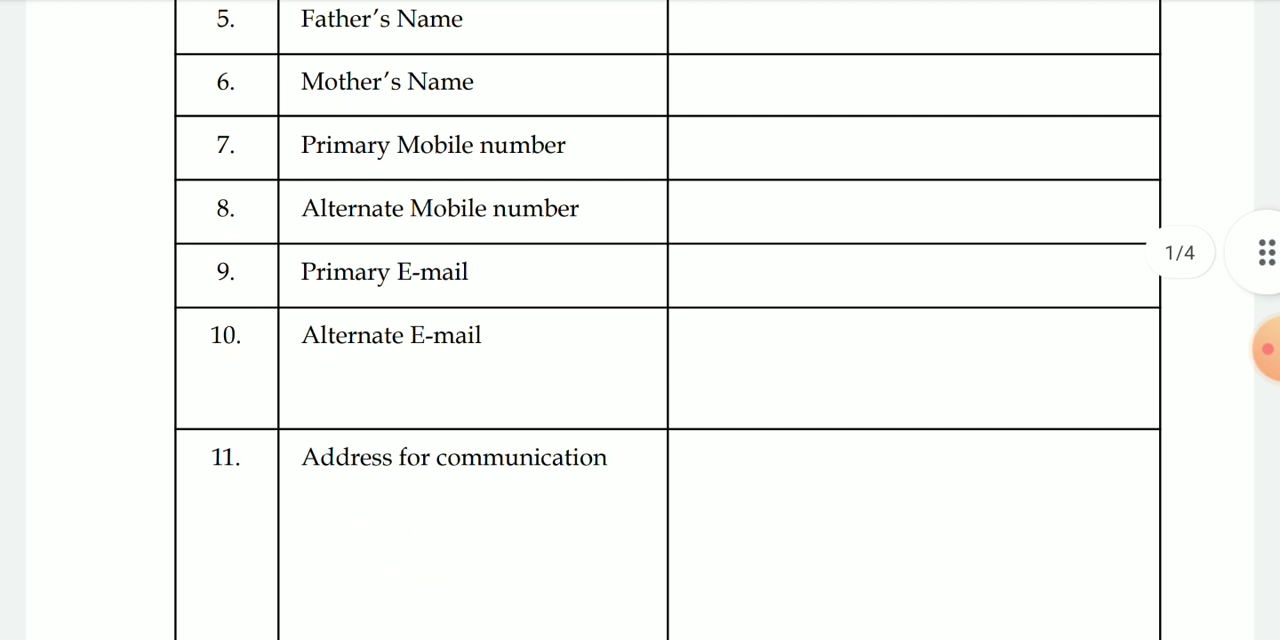 5. Father’s Name
6. Mother’s Name
7. Primary Mobile number
8. Alternate Mobile number
1/4
9. Primary E-mail
10. Alternate E-mail
11. Address for communication